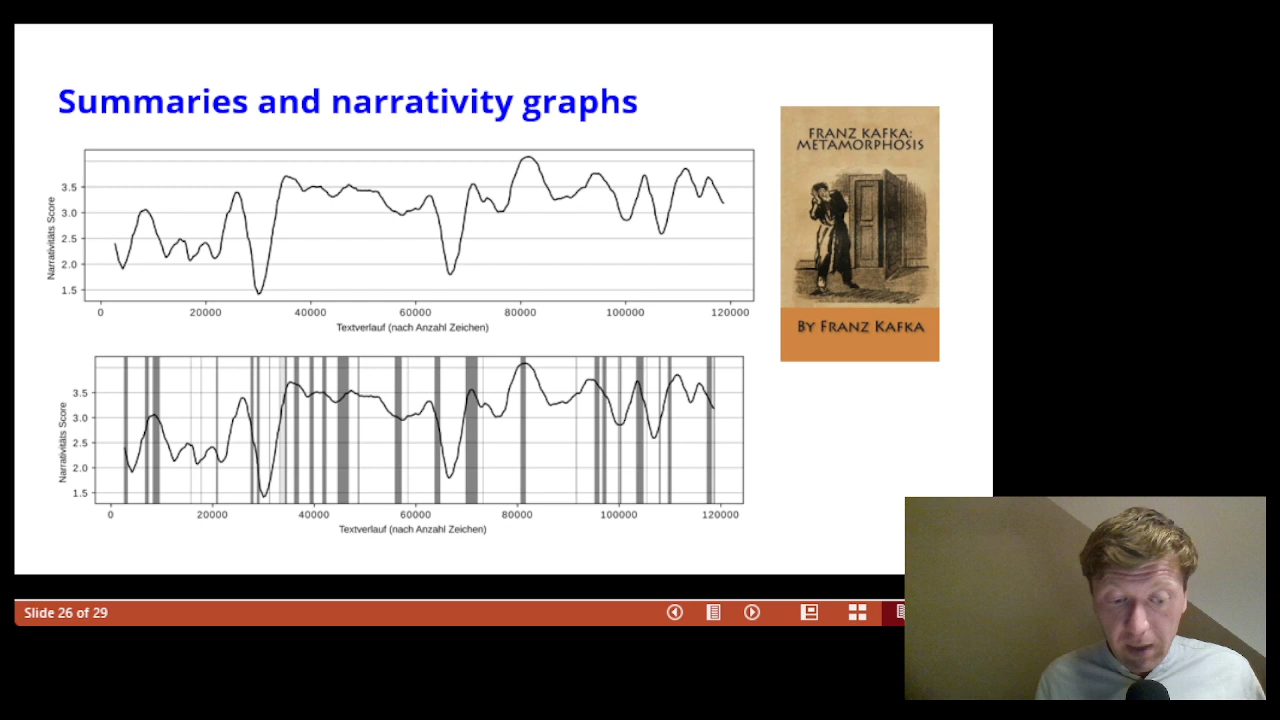 Summaries and narrativity graphs
Narrativitäts Score
3.5
3.0
2.5
2.0
1.5
0 20000 40000 60000 80000 100000 120000
Textverlauf (nach Anzahl Zeichen)
FRANZ KAFKA:
METAMORPHOSIS
BY FRANZ KAFKA
Narrativitäts Score
3.5
3.0
2.5
2.0
1.5
0 20000 40000 60000 80000 100000 120000
Textverlauf (nach Anzahl Zeichen)
Slide 26 of 29